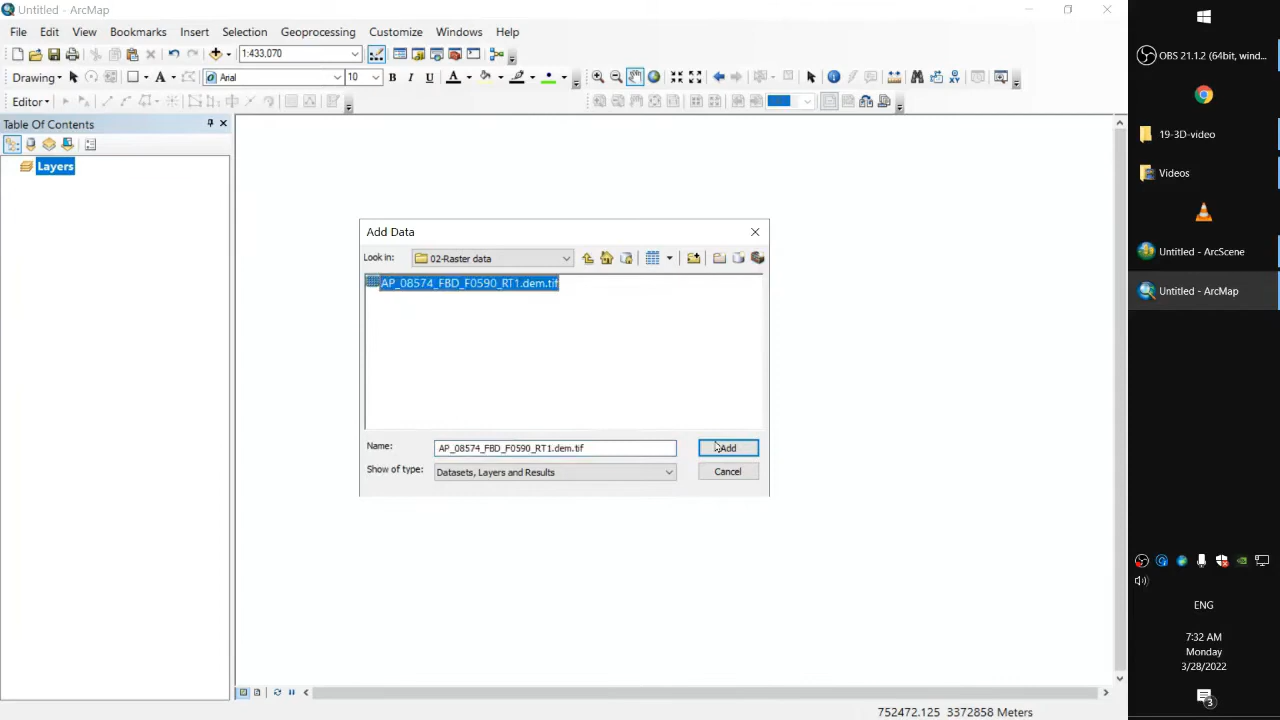 Untitled - ArcMap
File Edit View Bookmarks Insert Selection Geoprocessing Customize Windows Help
1:433,070
Drawing Arial 10 B I U A
Editor
Table Of Contents
Layers
Add Data
Look in: 02-Raster data
AP_08574_FBD_F0590_RT1.dem.tif
Name: AP_08574_FBD_F0590_RT1.dem.tif Add
Show of type: Datasets, Layers and Results Cancel
752472.125 3372858 Meters
OBS 21.1.2 (64bit, wind...
19-3D-video
Videos
Untitled - ArcScene
Untitled - ArcMap
ENG
7:32 AM
Monday
3/28/2022
3